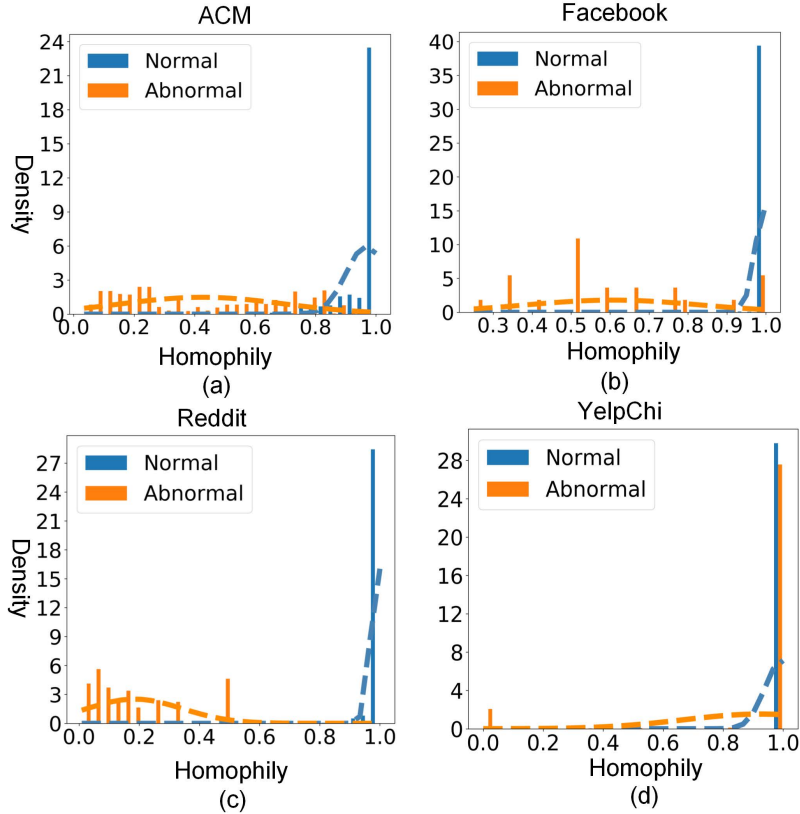 ACM
24
21
18
15
12
9
6
3
0
Density
Normal
Abnormal
0.0 0.2 0.4 0.6 0.8 1.0
Homophily
(a)
Facebook
40
35
30
25
20
15
10
5
0
Normal
Abnormal
0.3 0.4 0.5 0.6 0.7 0.8 0.9 1.0
Homophily
(b)
Reddit
27
24
21
18
15
12
9
6
3
0
Density
Normal
Abnormal
0.0 0.2 0.4 0.6 0.8 1.0
Homophily
(c)
YelpChi
28
24
20
16
12
8
4
0
Normal
Abnormal
0.0 0.2 0.4 0.6 0.8 1.0
Homophily
(d)